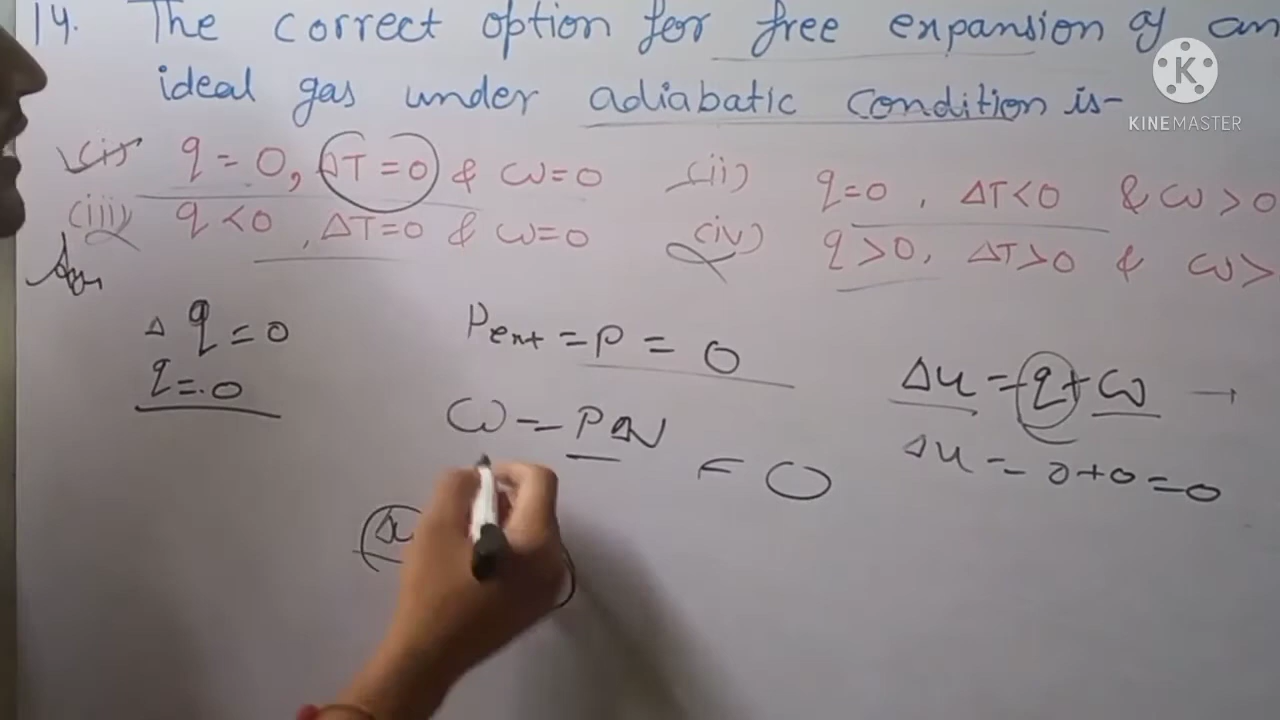 14. The correct option for free expansion of an
ideal gas under adiabatic condition is-
(i) q = 0, ΔT = 0 & ω = 0 (ii) q = 0, ΔT < 0 & ω > 0
(iii) q < 0, ΔT = 0 & ω = 0 (iv) q > 0, ΔT > 0 & ω >
Ans
Δq = 0
q = 0
Pext = P = 0
ω = PΔV = 0
Δu = q + ω →
Δu = 0 + 0 = 0
K
KINEMASTER